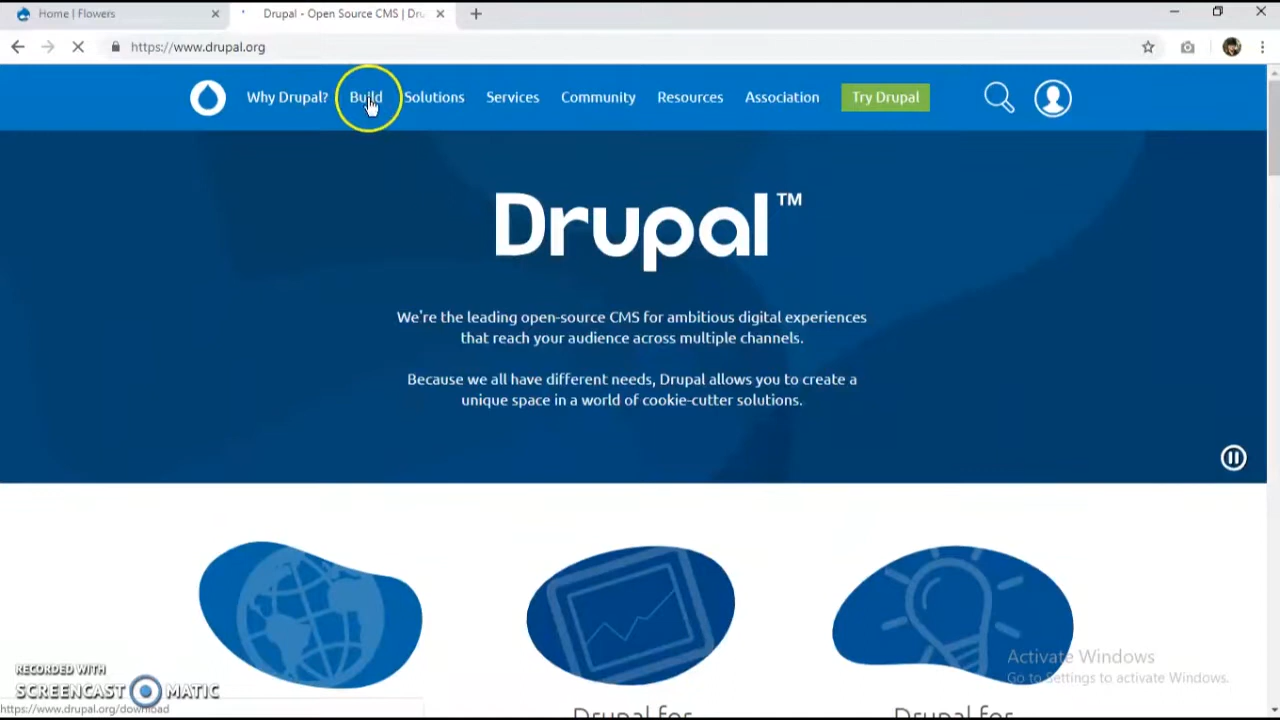 Home | Flowers
Drupal - Open Source CMS | Dru
https://www.drupal.org
Why Drupal?
Build
Solutions
Services
Community
Resources
Association
Try Drupal
Drupal™
We're the leading open-source CMS for ambitious digital experiences
that reach your audience across multiple channels.
Because we all have different needs, Drupal allows you to create a
unique space in a world of cookie-cutter solutions.
Activate Windows
Go to Settings to activate Windows.
RECORDED WITH
SCREENCAST MATIC
https://www.drupal.org/download
Drupal for
Drupal for